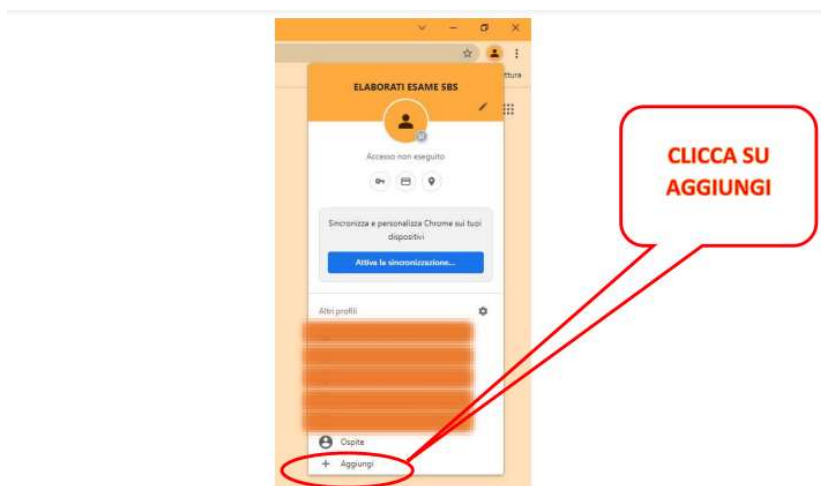 ttura
ELABORATI ESAME SBS
Accesso non eseguito
Sincronizza e personalizza Chrome sui tuoi
dispositivi
Attiva la sincronizzazione...
Altri profili
Ospite
+ Aggiungi
CLICCA SU
AGGIUNGI